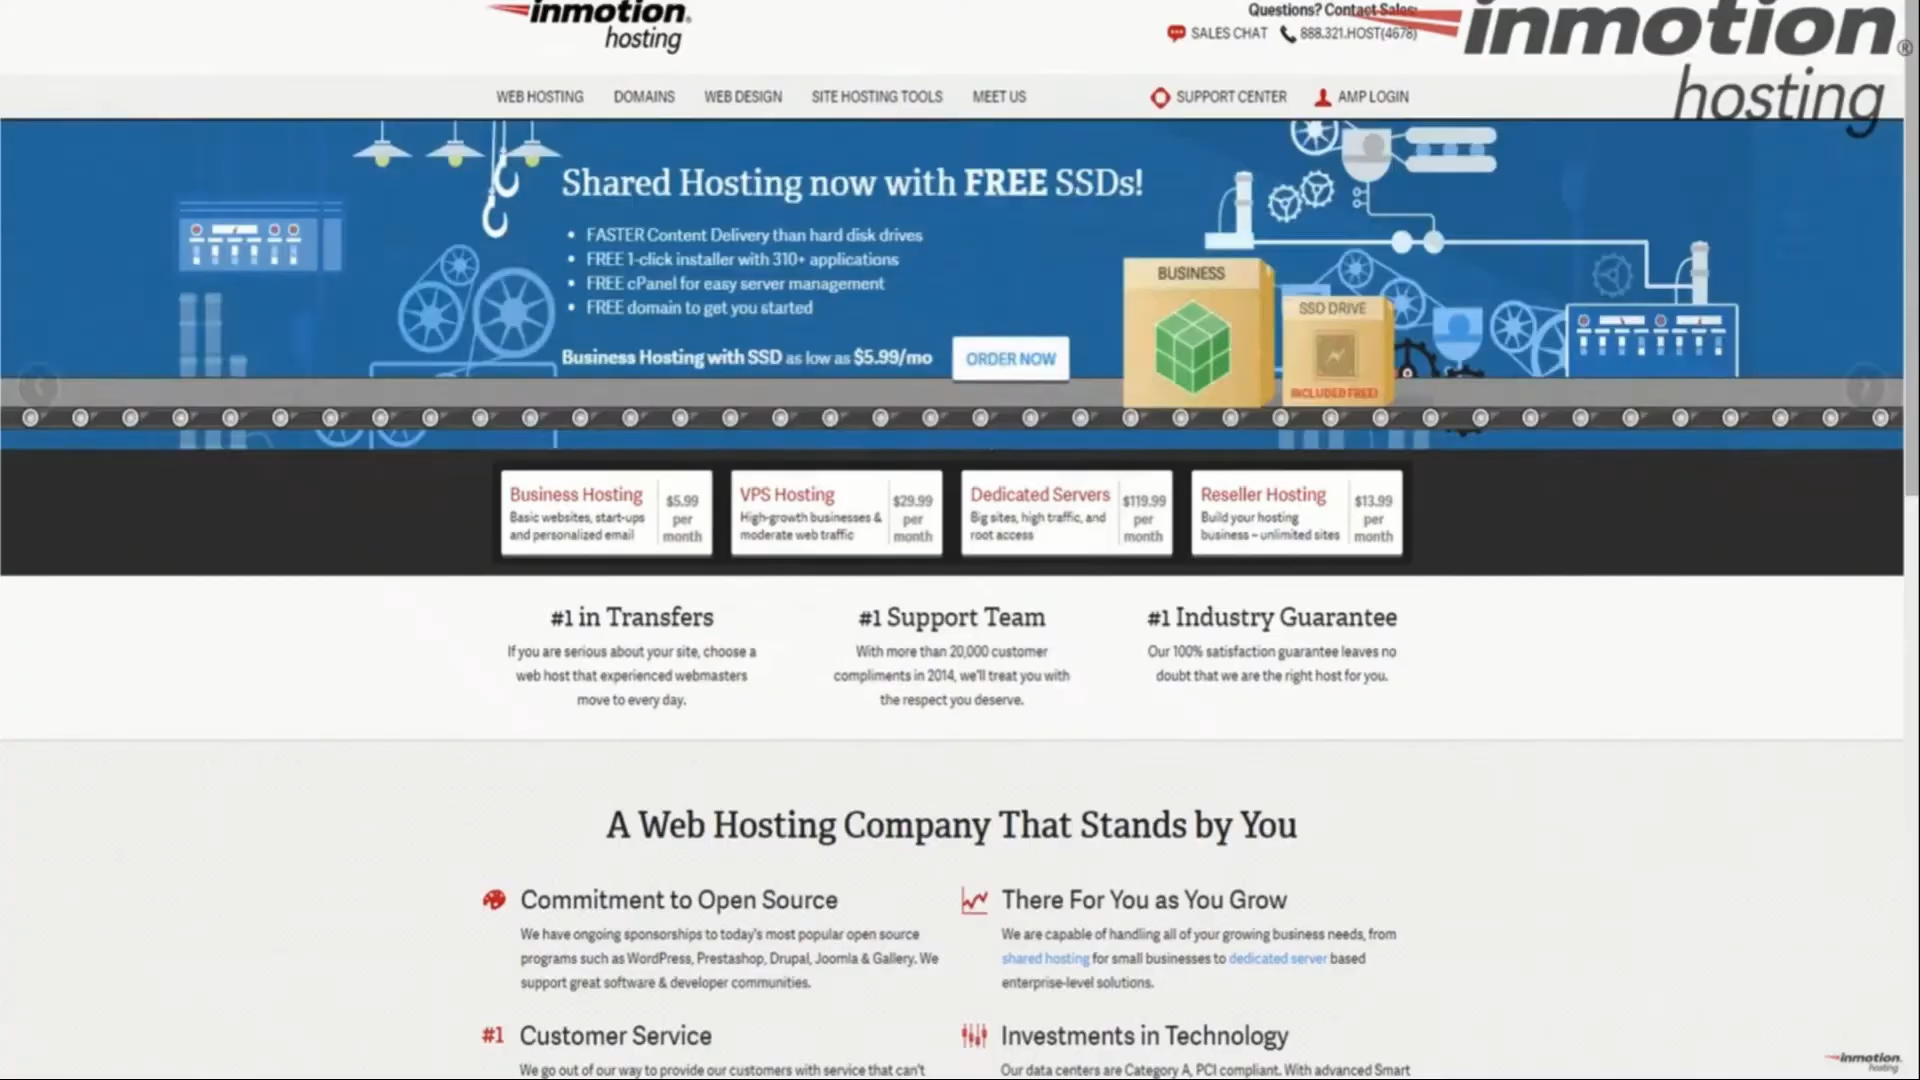 inmotion
hosting
Questions? Contact Sales:
SALES CHAT 888.321.HOST(4678)
inmotion®
hosting
WEB HOSTING DOMAINS WEB DESIGN SITE HOSTING TOOLS MEET US SUPPORT CENTER AMP LOGIN
Shared Hosting now with FREE SSDs!
• FASTER Content Delivery than hard disk drives
• FREE 1-click installer with 310+ applications
• FREE cPanel for easy server management
• FREE domain to get you started
Business Hosting with SSD as low as $5.99/mo
ORDER NOW
BUSINESS
SSD DRIVE
INCLUDED FREE!
Business Hosting
Basic websites, start-ups
and personalized email
$5.99
per
month
VPS Hosting
High-growth businesses &
moderate web traffic
$29.99
per
month
Dedicated Servers
Big sites, high traffic, and
root access
$119.99
per
month
Reseller Hosting
Build your hosting
business – unlimited sites
$13.99
per
month
#1 in Transfers
If you are serious about your site, choose a
web host that experienced webmasters
move to every day.
#1 Support Team
With more than 20,000 customer
compliments in 2014, we'll treat you with
the respect you deserve.
#1 Industry Guarantee
Our 100% satisfaction guarantee leaves no
doubt that we are the right host for you.
A Web Hosting Company That Stands by You
Commitment to Open Source
We have ongoing sponsorships to today's most popular open source
programs such as WordPress, Prestashop, Drupal, Joomla & Gallery. We
support great software & developer communities.
There For You as You Grow
We are capable of handling all of your growing business needs, from
shared hosting for small businesses to dedicated server based
enterprise-level solutions.
#1 Customer Service
We go out of our way to provide our customers with service that can't
Investments in Technology
Our data centers are Category A, PCI compliant. With advanced Smart
inmotion
hosting